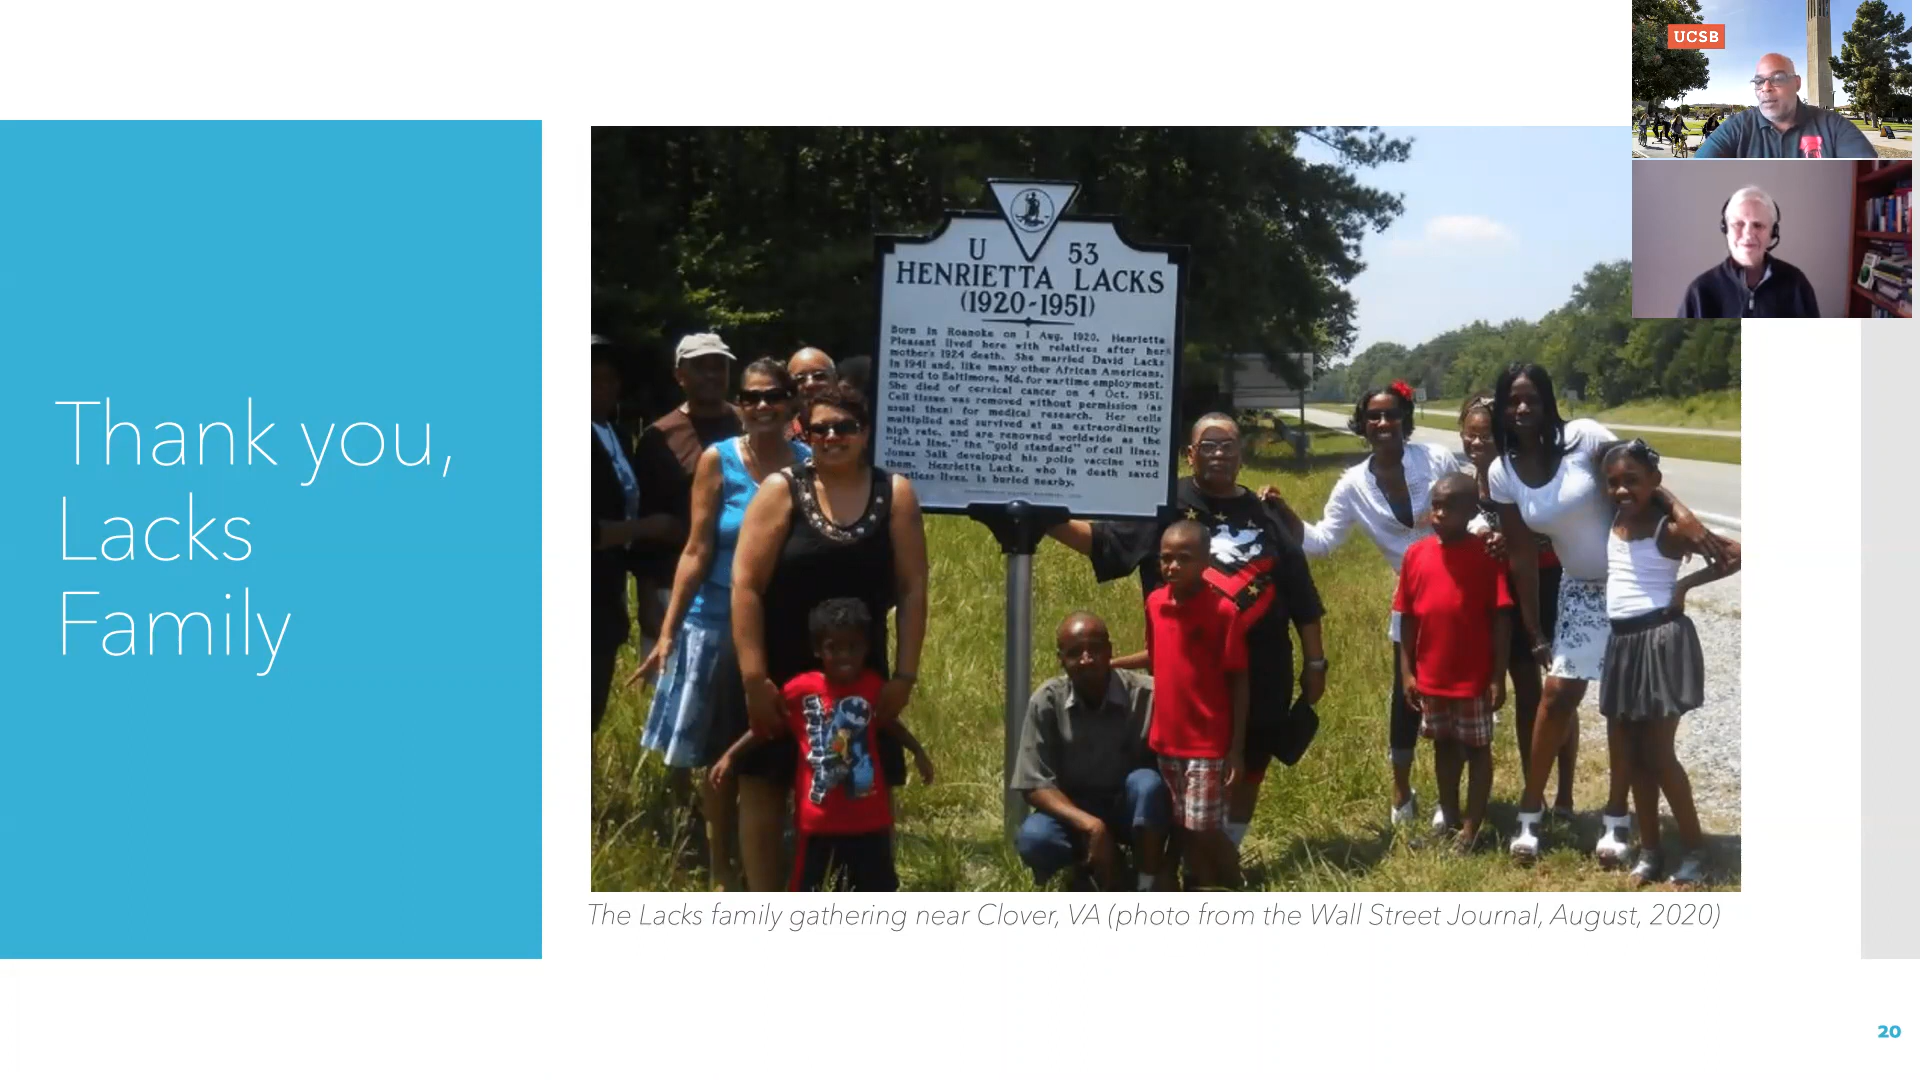 UCSB
Thank you,
Lacks
Family
U 53
HENRIETTA LACKS
(1920-1951)
Born in Roanoke on 1 Aug. 1920, Henrietta
Pleasant lived here with relatives after her
mother's 1924 death. She married David Lacks
in 1941 and, like many other African Americans,
moved to Baltimore, Md. for wartime employment.
She died of cervical cancer on 4 Oct. 1951.
Cell tissue was removed without permission (as
usual then) for medical research. Her cells
multiplied and survived at an extraordinarily
high rate, and are renowned worldwide as the
"HeLa line," the "gold standard" of cell lines.
Jonas Salk developed his polio vaccine with
them. Henrietta Lacks, who in death saved
lives, is buried nearby.
The Lacks family gathering near Clover, VA (photo from the Wall Street Journal, August, 2020)
20